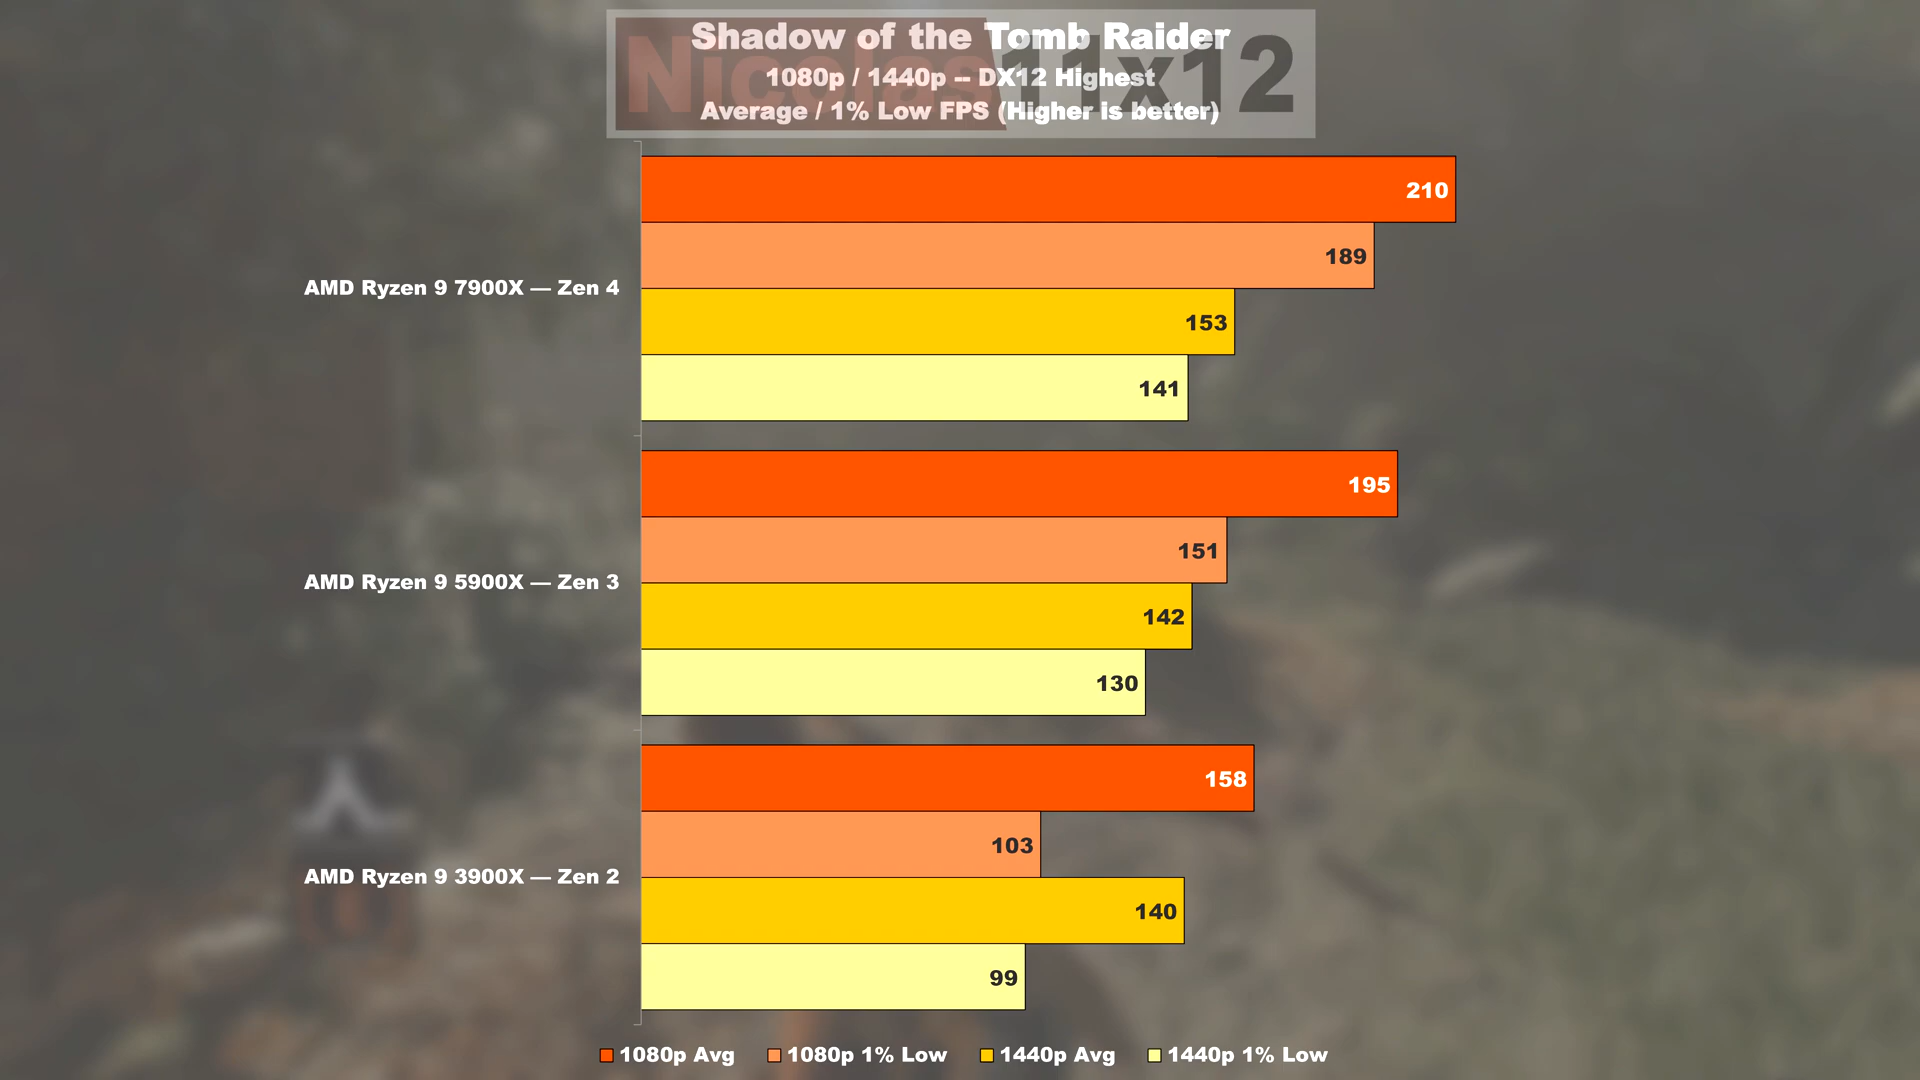 Shadow of the Tomb Raider
1080p / 1440p -- DX12 Highest
Average / 1% Low FPS (Higher is better)
Nicolas11x12
210
189
AMD Ryzen 9 7900X — Zen 4
153
141
195
151
AMD Ryzen 9 5900X — Zen 3
142
130
158
103
AMD Ryzen 9 3900X — Zen 2
140
99
1080p Avg 1080p 1% Low 1440p Avg 1440p 1% Low